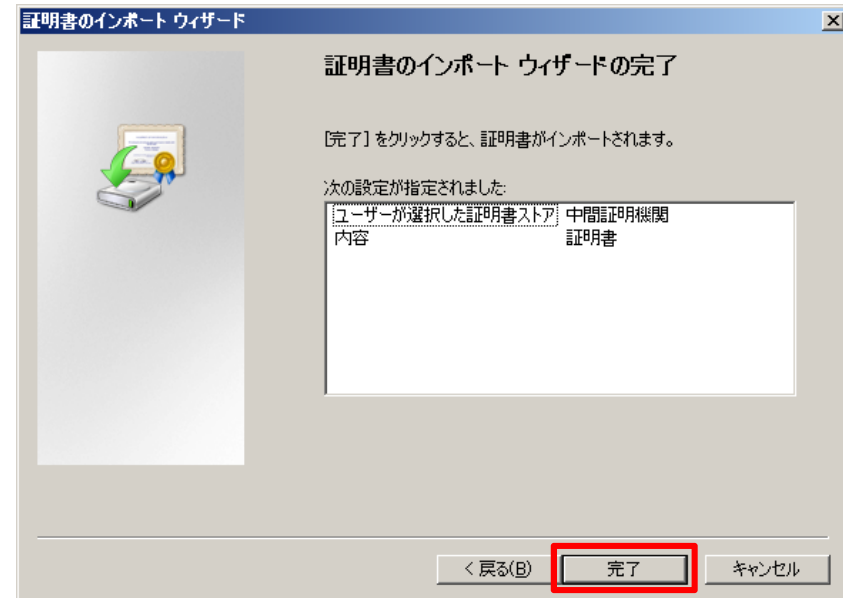 証明書のインポート ウィザード
証明書のインポート ウィザードの完了
[完了] をクリックすると、証明書がインポートされます。
次の設定が指定されました:
ユーザーが選択した証明書ストア 中間証明機関
内容 証明書
< 戻る(B) 完了 キャンセル